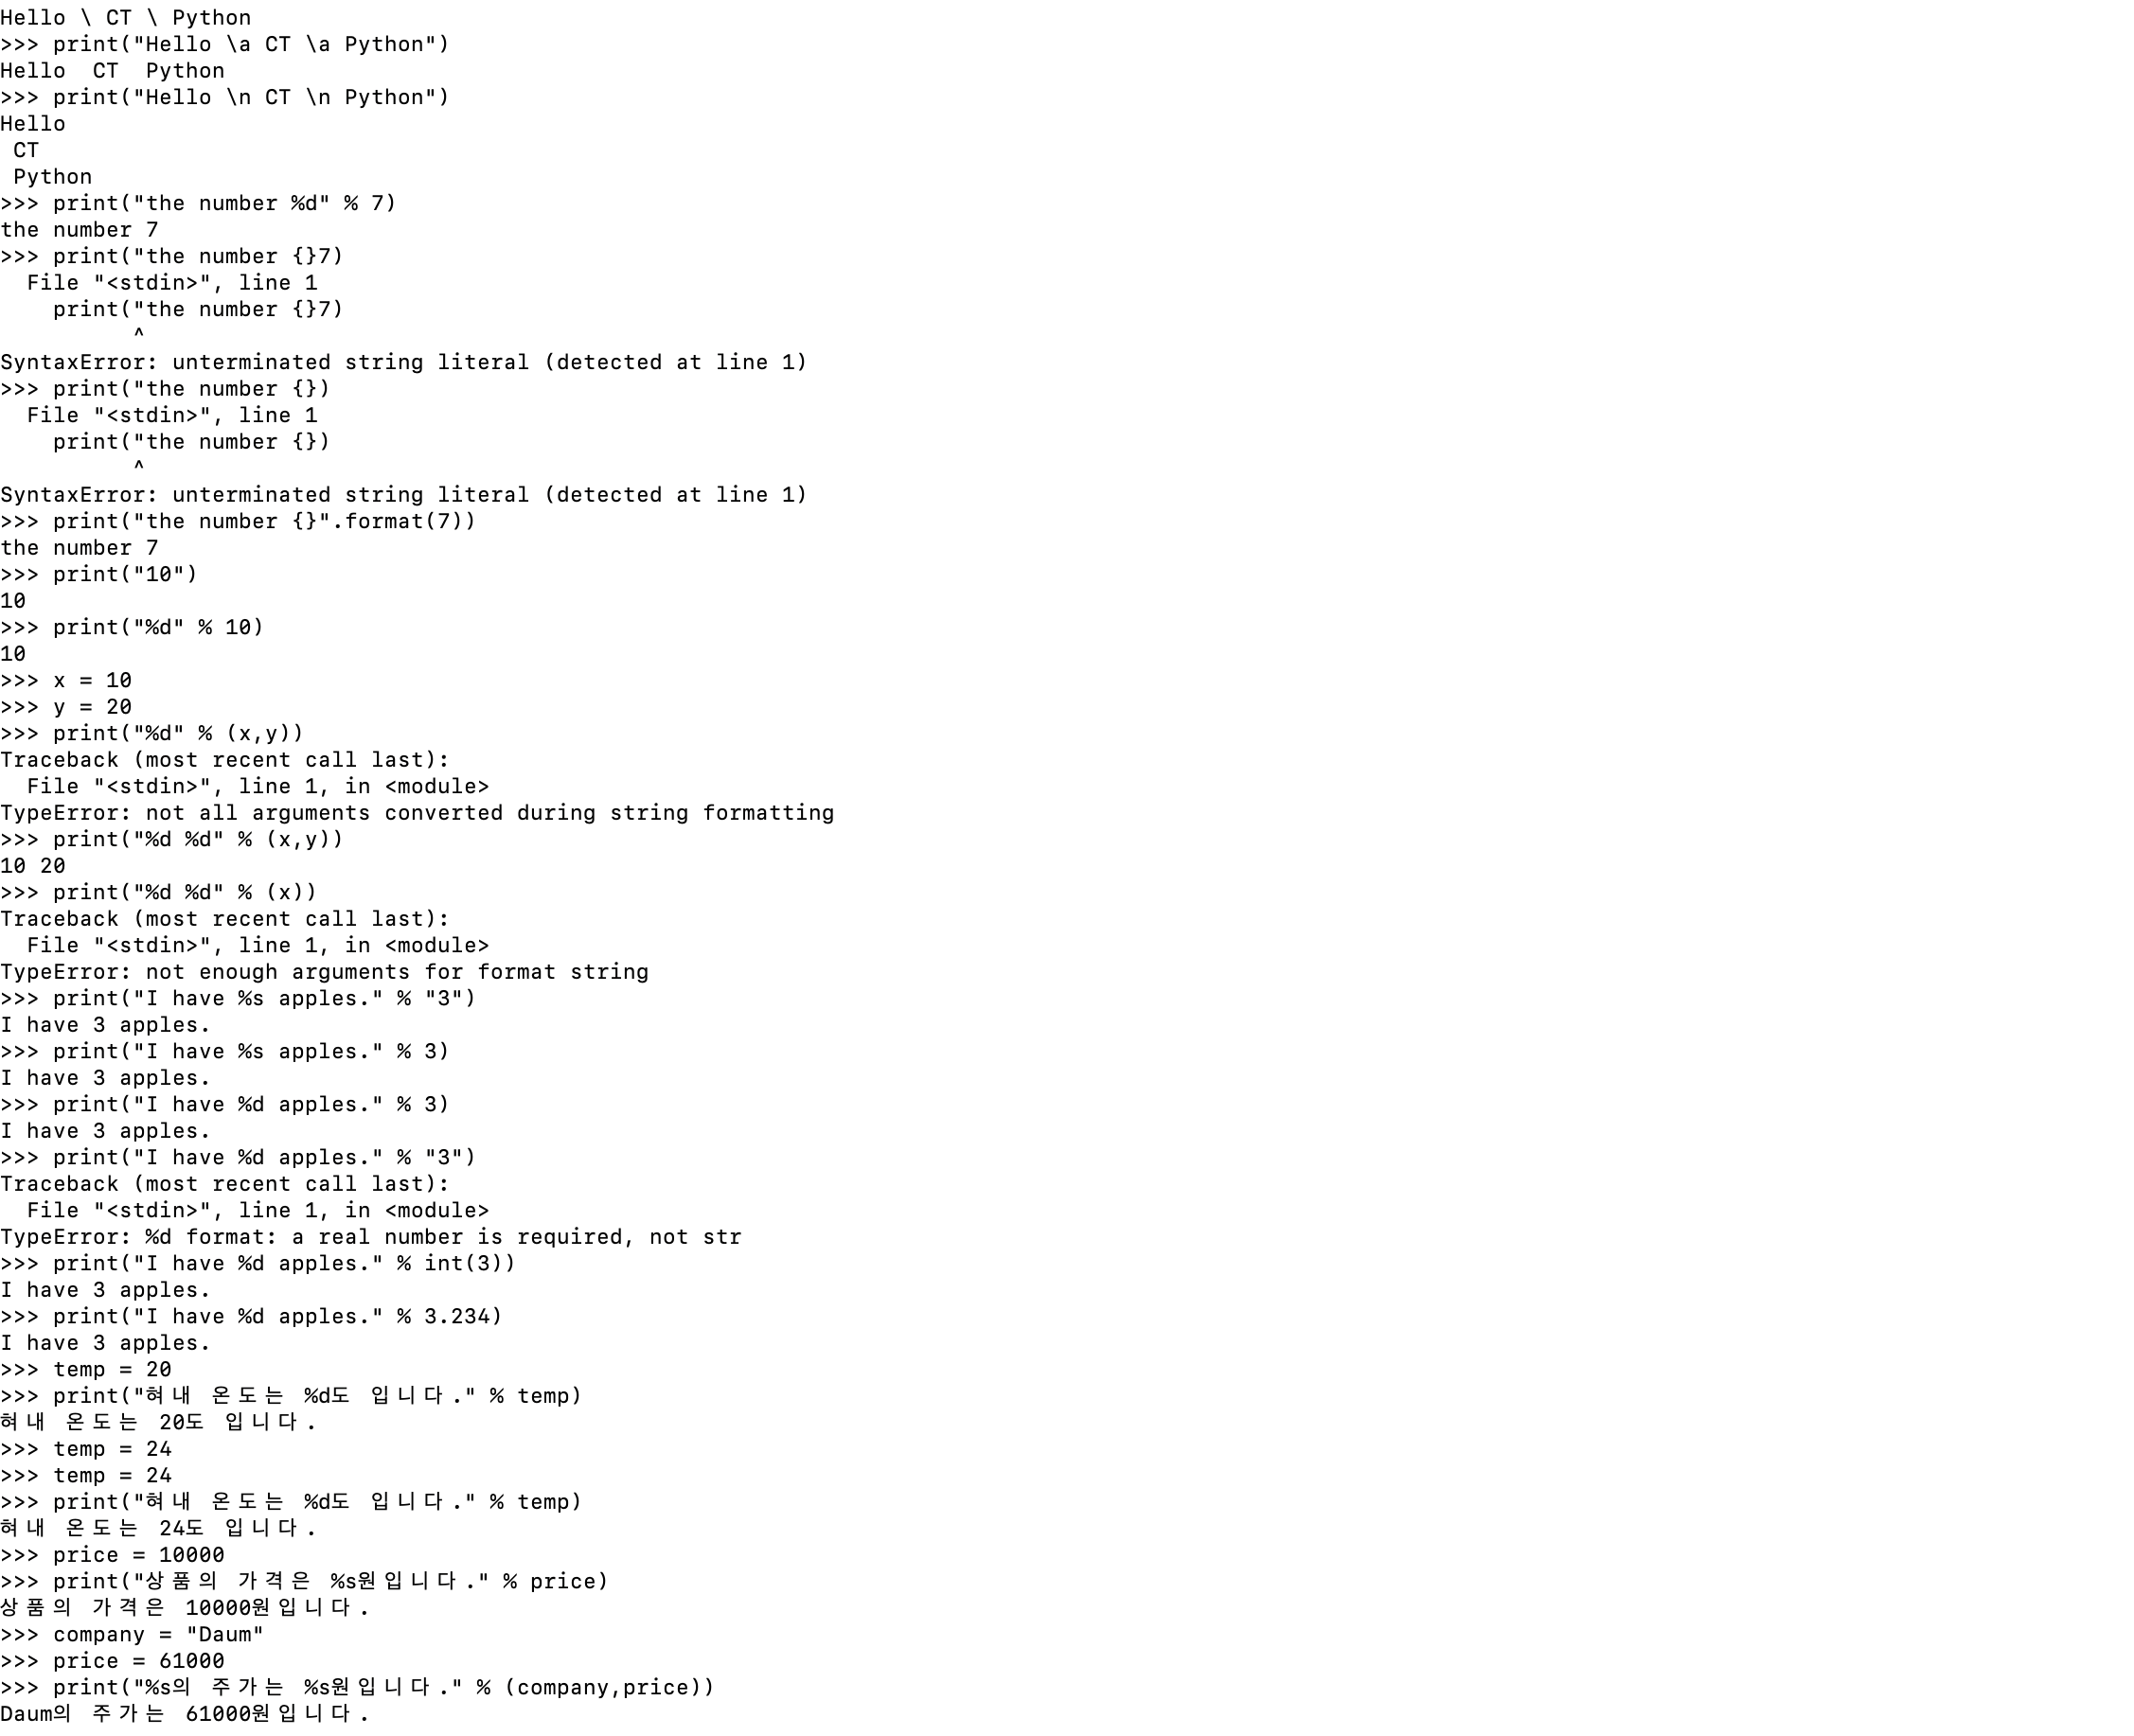 Hello \ CT \ Python
>>> print("Hello \a CT \a Python")
Hello  CT  Python
>>> print("Hello \n CT \n Python")
Hello
 CT
 Python
>>> print("the number %d" % 7)
the number 7
>>> print("the number {}7)
  File "<stdin>", line 1
    print("the number {}7)
          ^
SyntaxError: unterminated string literal (detected at line 1)
>>> print("the number {})
  File "<stdin>", line 1
    print("the number {})
          ^
SyntaxError: unterminated string literal (detected at line 1)
>>> print("the number {}".format(7))
the number 7
>>> print("10")
10
>>> print("%d" % 10)
10
>>> x = 10
>>> y = 20
>>> print("%d" % (x,y))
Traceback (most recent call last):
  File "<stdin>", line 1, in <module>
TypeError: not all arguments converted during string formatting
>>> print("%d %d" % (x,y))
10 20
>>> print("%d %d" % (x))
Traceback (most recent call last):
  File "<stdin>", line 1, in <module>
TypeError: not enough arguments for format string
>>> print("I have %s apples." % "3")
I have 3 apples.
>>> print("I have %s apples." % 3)
I have 3 apples.
>>> print("I have %d apples." % 3)
I have 3 apples.
>>> print("I have %d apples." % "3")
Traceback (most recent call last):
  File "<stdin>", line 1, in <module>
TypeError: %d format: a real number is required, not str
>>> print("I have %d apples." % int(3))
I have 3 apples.
>>> print("I have %d apples." % 3.234)
I have 3 apples.
>>> temp = 20
>>> print("혀내 온도는 %d도 입니다." % temp)
혀내 온도는 20도 입니다.
>>> temp = 24
>>> temp = 24
>>> print("혀내 온도는 %d도 입니다." % temp)
혀내 온도는 24도 입니다.
>>> price = 10000
>>> print("상품의 가격은 %s원입니다." % price)
상품의 가격은 10000원입니다.
>>> company = "Daum"
>>> price = 61000
>>> print("%s의 주가는 %s원입니다." % (company,price))
Daum의 주가는 61000원입니다.